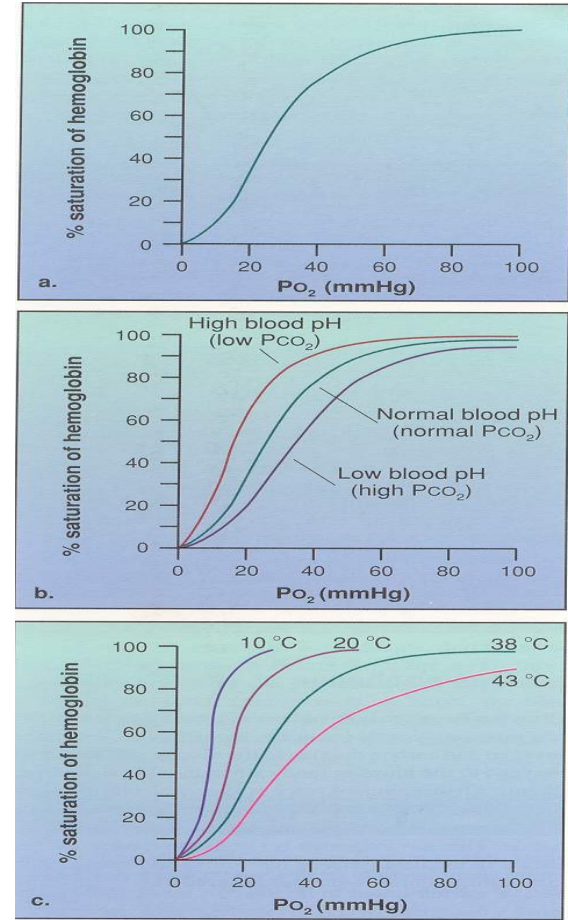 % saturation of hemoglobin
100
80
60
40
20
0
0 20 40 60 80 100
a.
Po2 (mmHg)
High blood pH
(low Pco2)
Normal blood pH
(normal Pco2)
Low blood pH
(high Pco2)
% saturation of hemoglobin
100
80
60
40
20
0
0 20 40 60 80 100
b.
Po2 (mmHg)
10 °C 20 °C 38 °C
43 °C
% saturation of hemoglobin
100
80
60
40
20
0
0 20 40 60 80 100
c.
Po2 (mmHg)